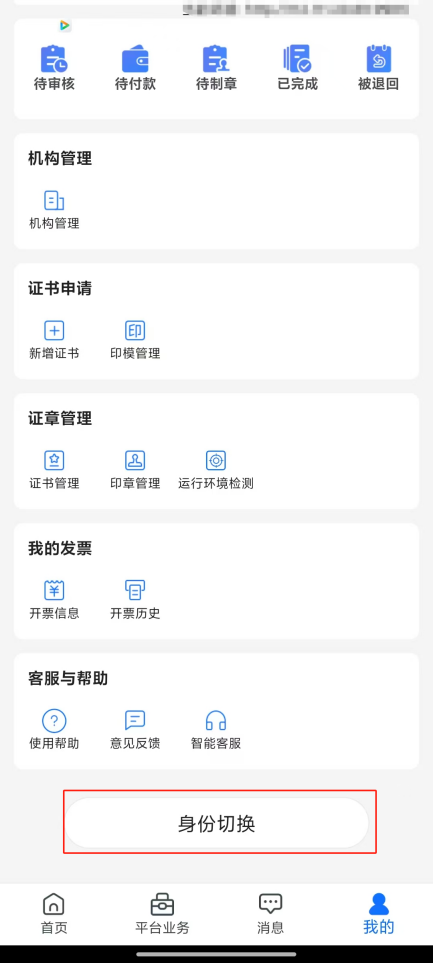 待审核 待付款 待制章 已完成 被退回
机构管理
机构管理
证书申请
新增证书 印模管理
证章管理
证书管理 印章管理 运行环境检测
我的发票
开票信息 开票历史
客服与帮助
使用帮助 意见反馈 智能客服
身份切换
首页 平台业务 消息 我的